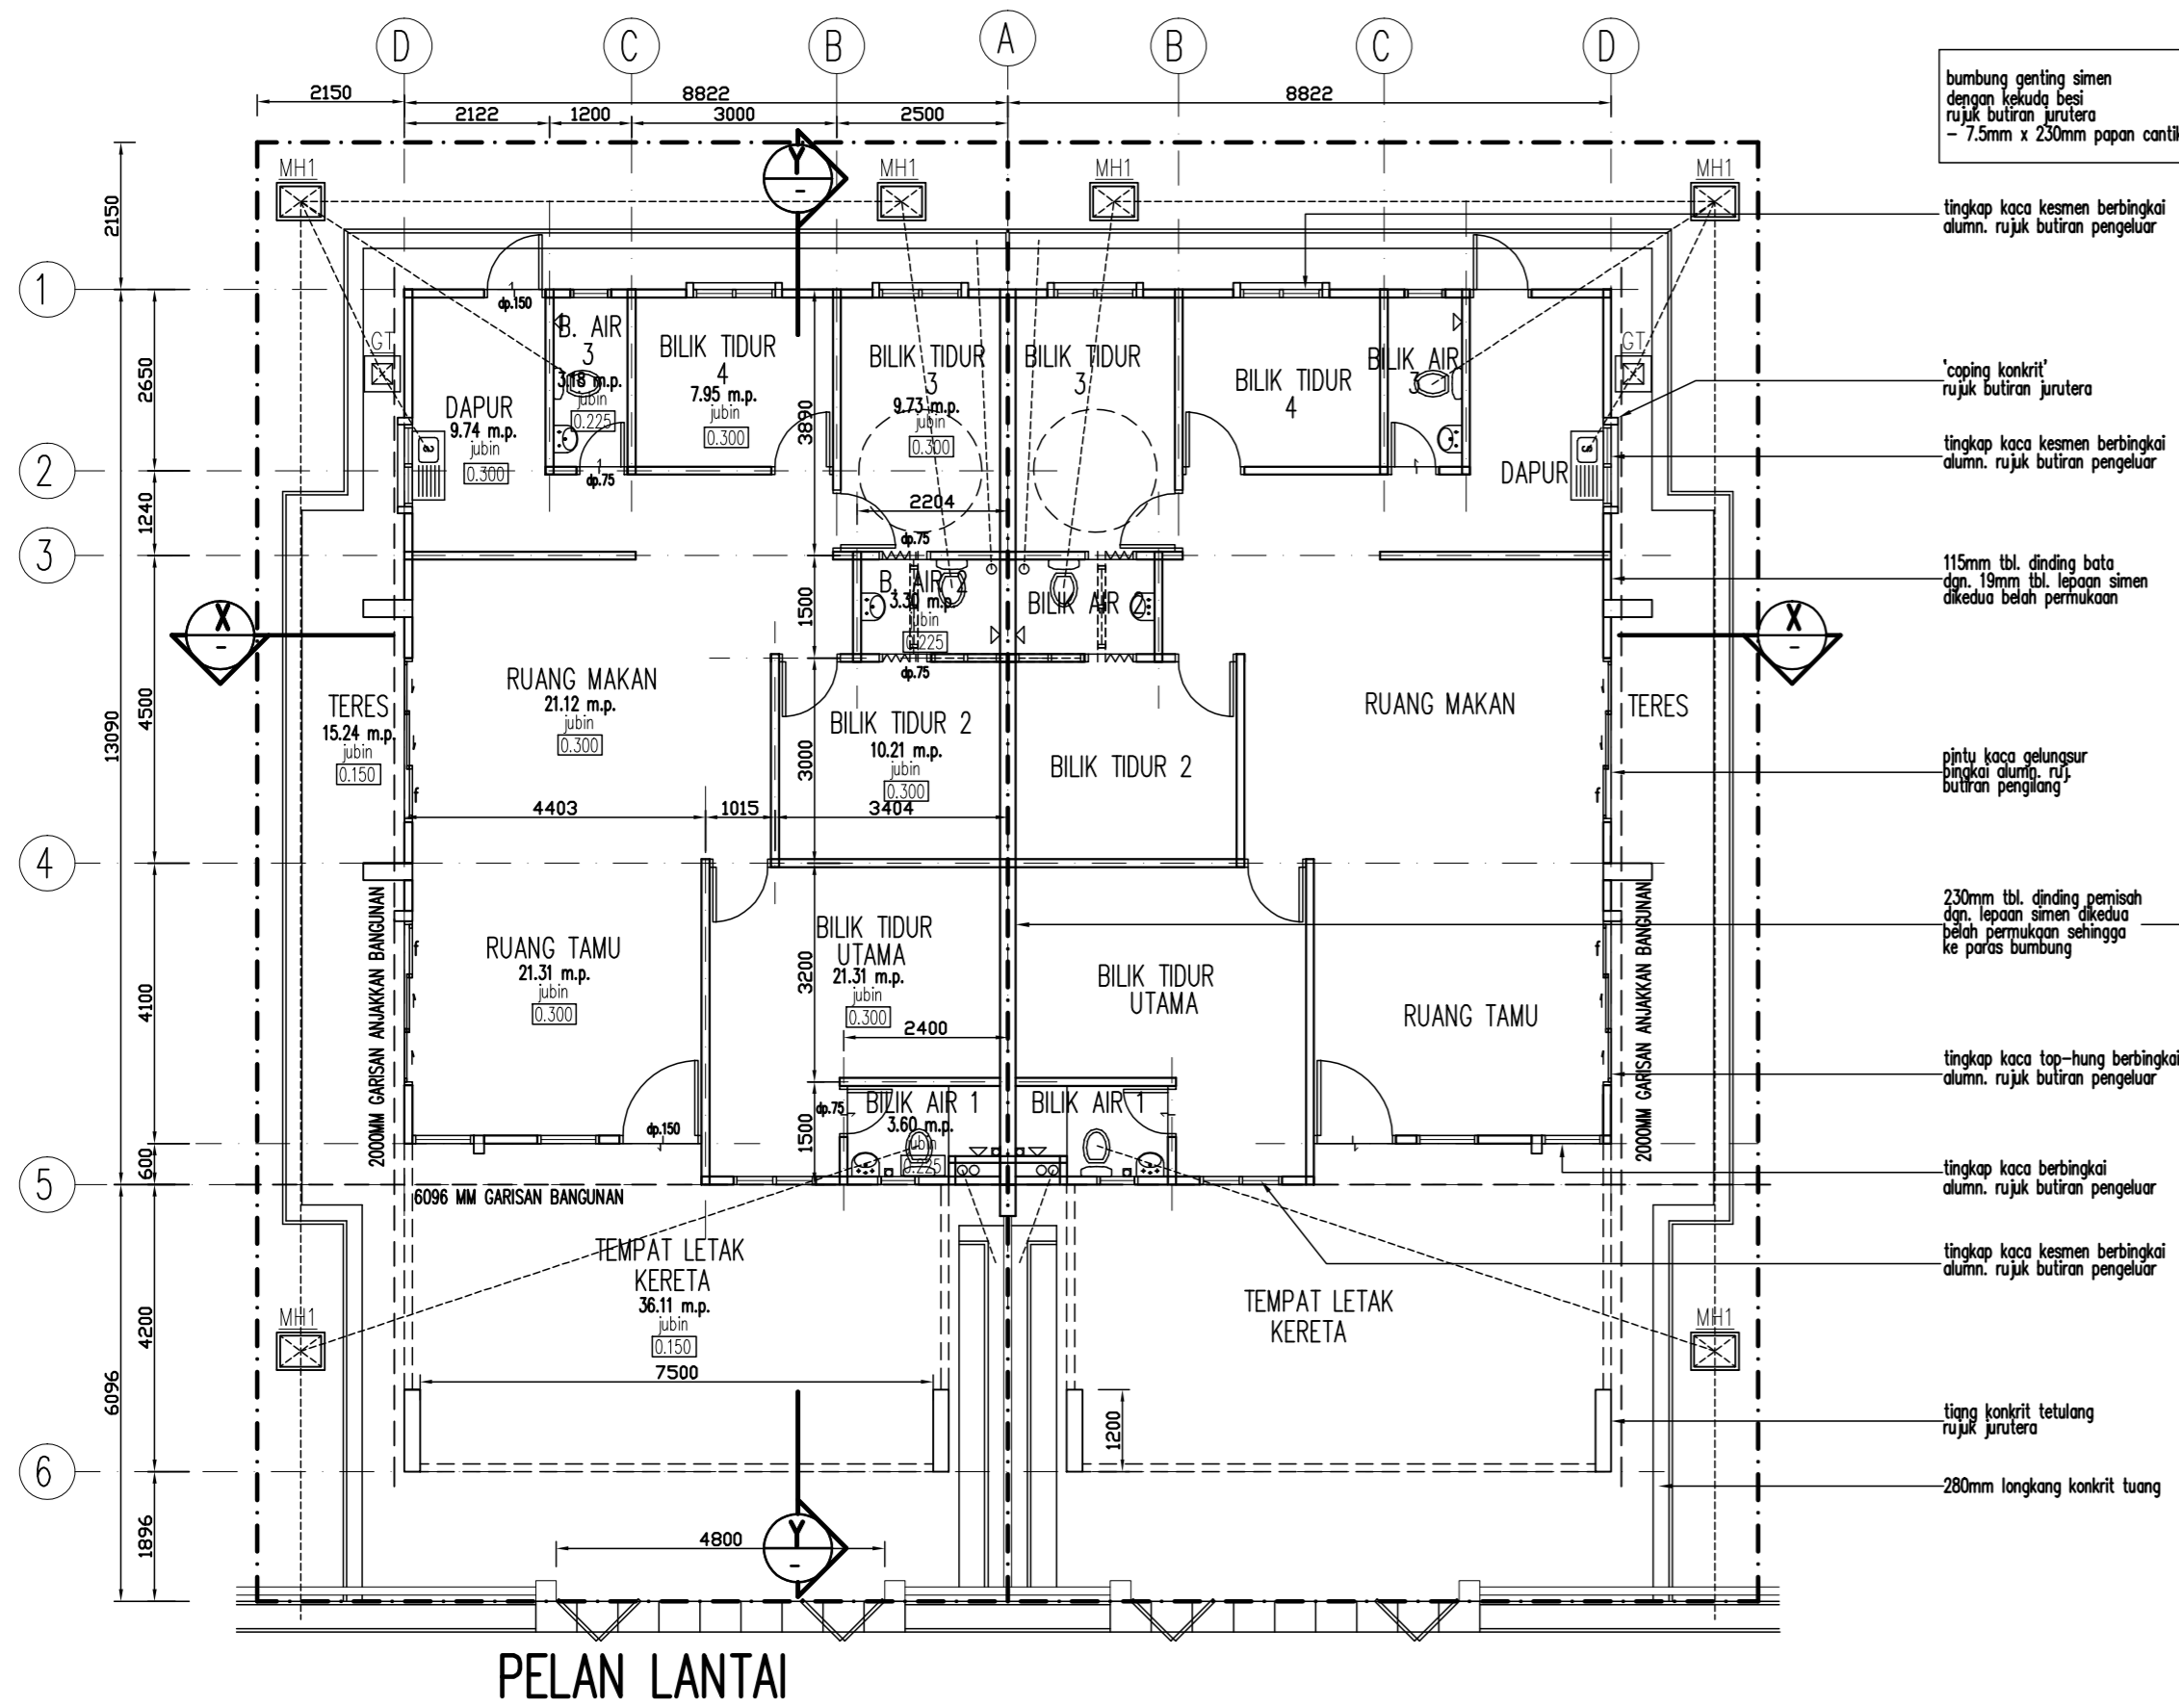 D
C
B
A
B
C
D
2150
8822
8822
2122
1200
3000
2500
bumbung genting simen
dengan kekuda besi
rujuk butiran jurutera
- 7.5mm x 230mm papan cantik
MH1
Y
-
MH1
MH1
MH1
2150
tingkap kaca kesmen berbingkai
alumn. rujuk butiran pengeluar
1
dp.150
B. AIR
3
3.18 m.p.
jubin
0.225
BILIK TIDUR
4
7.95 m.p.
jubin
0.300
BILIK TIDUR
3
9.73 m.p.
jubin
0.300
BILIK TIDUR
3
BILIK TIDUR
4
BILIK AIR
3
GT
GT
2650
3890
DAPUR
9.74 m.p.
jubin
0.300
'coping konkrit'
rujuk butiran jurutera
2
dp.75
DAPUR
tingkap kaca kesmen berbingkai
alumn. rujuk butiran pengeluar
1240
2204
3
dp.75
B. AIR 2
3.30 m.p.
jubin
0.225
BILIK AIR 2
1500
115mm tbl. dinding bata
dgn. 19mm tbl. lepaan simen
dikedua belah permukaan
X
-
X
-
dp.75
RUANG MAKAN
21.12 m.p.
jubin
0.300
TERES
15.24 m.p.
jubin
0.150
BILIK TIDUR 2
10.21 m.p.
jubin
0.300
BILIK TIDUR 2
RUANG MAKAN
TERES
13090
4500
3000
pintu kaca gelungsur
bingkai alumn. ruj.
butiran pengilang
f
f
4403
1015
3404
4
2000MM GARISAN ANJAKKAN BANGUNAN
2000MM GARISAN ANJAKKAN BANGUNAN
230mm tbl. dinding pemisah
dgn. lepaan simen dikedua
belah permukaan sehingga
ke paras bumbung
f
f
RUANG TAMU
21.31 m.p.
jubin
0.300
BILIK TIDUR
UTAMA
21.31 m.p.
jubin
0.300
BILIK TIDUR
UTAMA
RUANG TAMU
4100
3200
2400
tingkap kaca top-hung berbingkai
alumn. rujuk butiran pengeluar
dp.75
BILIK AIR 1
3.60 m.p.
jubin
0.225
BILIK AIR 1
dp.150
1500
600
tingkap kaca berbingkai
alumn. rujuk butiran pengeluar
5
6096 MM GARISAN BANGUNAN
TEMPAT LETAK
KERETA
36.11 m.p.
jubin
0.150
TEMPAT LETAK
KERETA
tingkap kaca kesmen berbingkai
alumn. rujuk butiran pengeluar
MH1
MH1
4200
6096
7500
1200
tiang konkrit tetulang
rujuk jurutera
6
280mm longkang konkrit tuang
1896
4800
Y
-
PELAN LANTAI